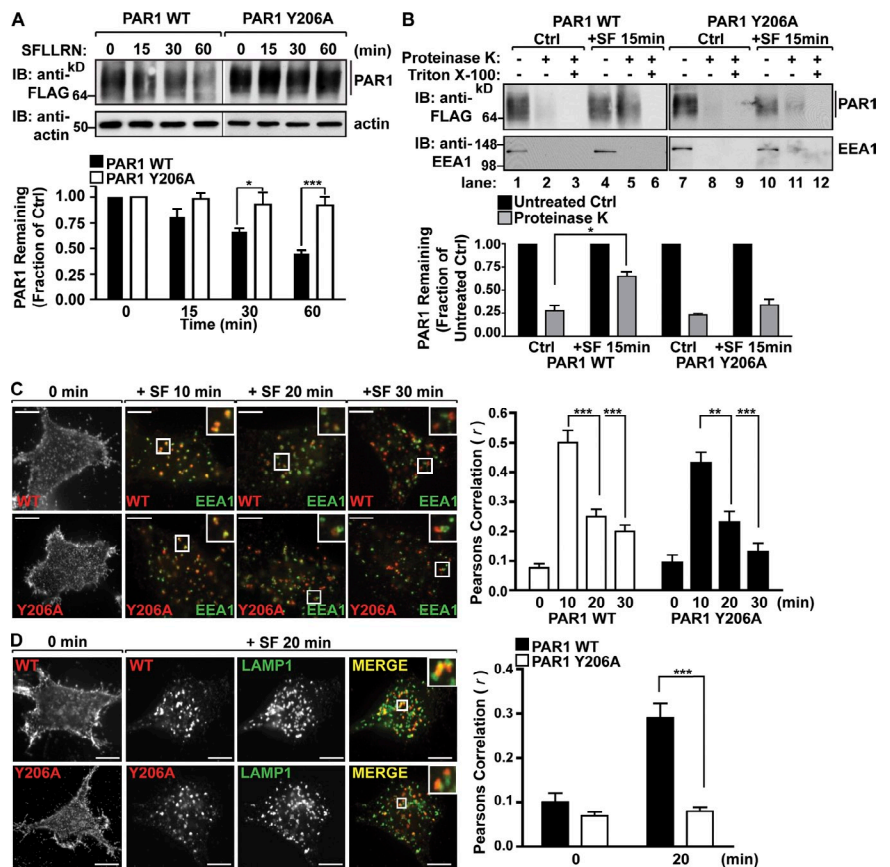 A
PAR1 WT PAR1 Y206A
SFLLRN: 0 15 30 60 0 15 30 60 (min)
kD
IB: anti-FLAG
64
PAR1
IB: anti-actin
50
actin
PAR1 WT
PAR1 Y206A
* ***
PAR1 Remaining
(Fraction of Ctrl)
1.00
0.75
0.50
0.25
0.00
0 15 30 60
Time (min)
B
PAR1 WT PAR1 Y206A
Ctrl +SF 15min Ctrl +SF 15min
Proteinase K: - + + - + + - + + - + +
Triton X-100: - - + - - + - - + - - +
kD
IB: anti-FLAG
64
PAR1
IB: anti-EEA1
148
98
EEA1
lane: 1 2 3 4 5 6 7 8 9 10 11 12
Untreated Ctrl
Proteinase K
*
PAR1 Remaining
(Fraction of
Untreated Ctrl)
1.00
0.75
0.50
0.25
0.00
Ctrl +SF 15min Ctrl +SF 15min
PAR1 WT PAR1 Y206A
C
0 min + SF 10 min + SF 20 min +SF 30 min
WT WT EEA1 WT EEA1 WT EEA1
Y206A Y206A EEA1 Y206A EEA1 Y206A EEA1
Pearsons Correlation (r)
0.6
0.5
0.4
0.3
0.2
0.1
0.0
*** *** ** ***
0 10 20 30 0 10 20 30 (min)
PAR1 WT PAR1 Y206A
D
0 min + SF 20 min
WT WT LAMP1 MERGE
Y206A Y206A LAMP1 MERGE
PAR1 WT
PAR1 Y206A
***
Pearsons Correlation (r)
0.4
0.3
0.2
0.1
0.0
0 20 (min)